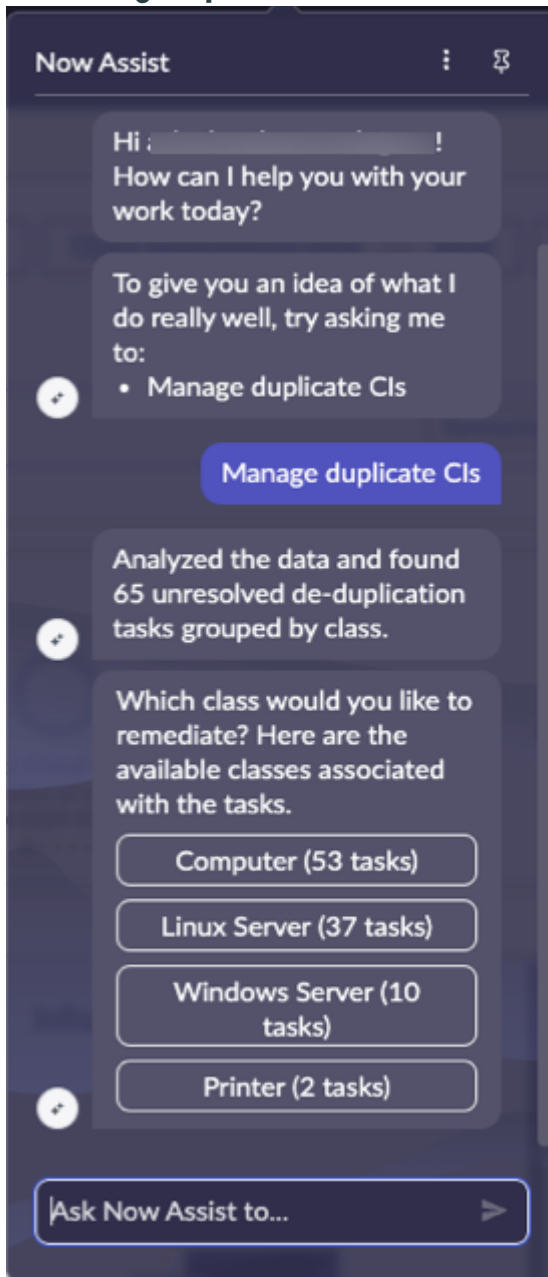 Now Assist
Hi !
How can I help you with your
work today?
To give you an idea of what I
do really well, try asking me
to:
• Manage duplicate CIs
Manage duplicate CIs
Analyzed the data and found
65 unresolved de-duplication
tasks grouped by class.
Which class would you like to
remediate? Here are the
available classes associated
with the tasks.
Computer (53 tasks)
Linux Server (37 tasks)
Windows Server (10
tasks)
Printer (2 tasks)
Ask Now Assist to...